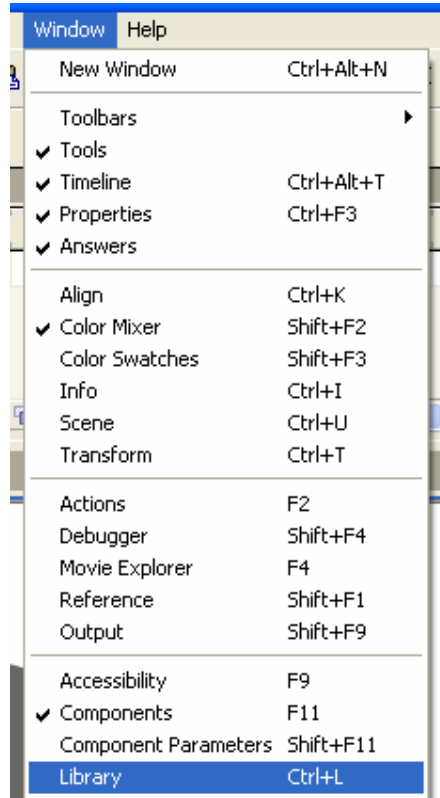 Window Help
New Window Ctrl+Alt+N
Toolbars
Tools
Timeline Ctrl+Alt+T
Properties Ctrl+F3
Answers
Align Ctrl+K
Color Mixer Shift+F2
Color Swatches Shift+F3
Info Ctrl+I
Scene Ctrl+U
Transform Ctrl+T
Actions F2
Debugger Shift+F4
Movie Explorer F4
Reference Shift+F1
Output Shift+F9
Accessibility F9
Components F11
Component Parameters Shift+F11
Library Ctrl+L